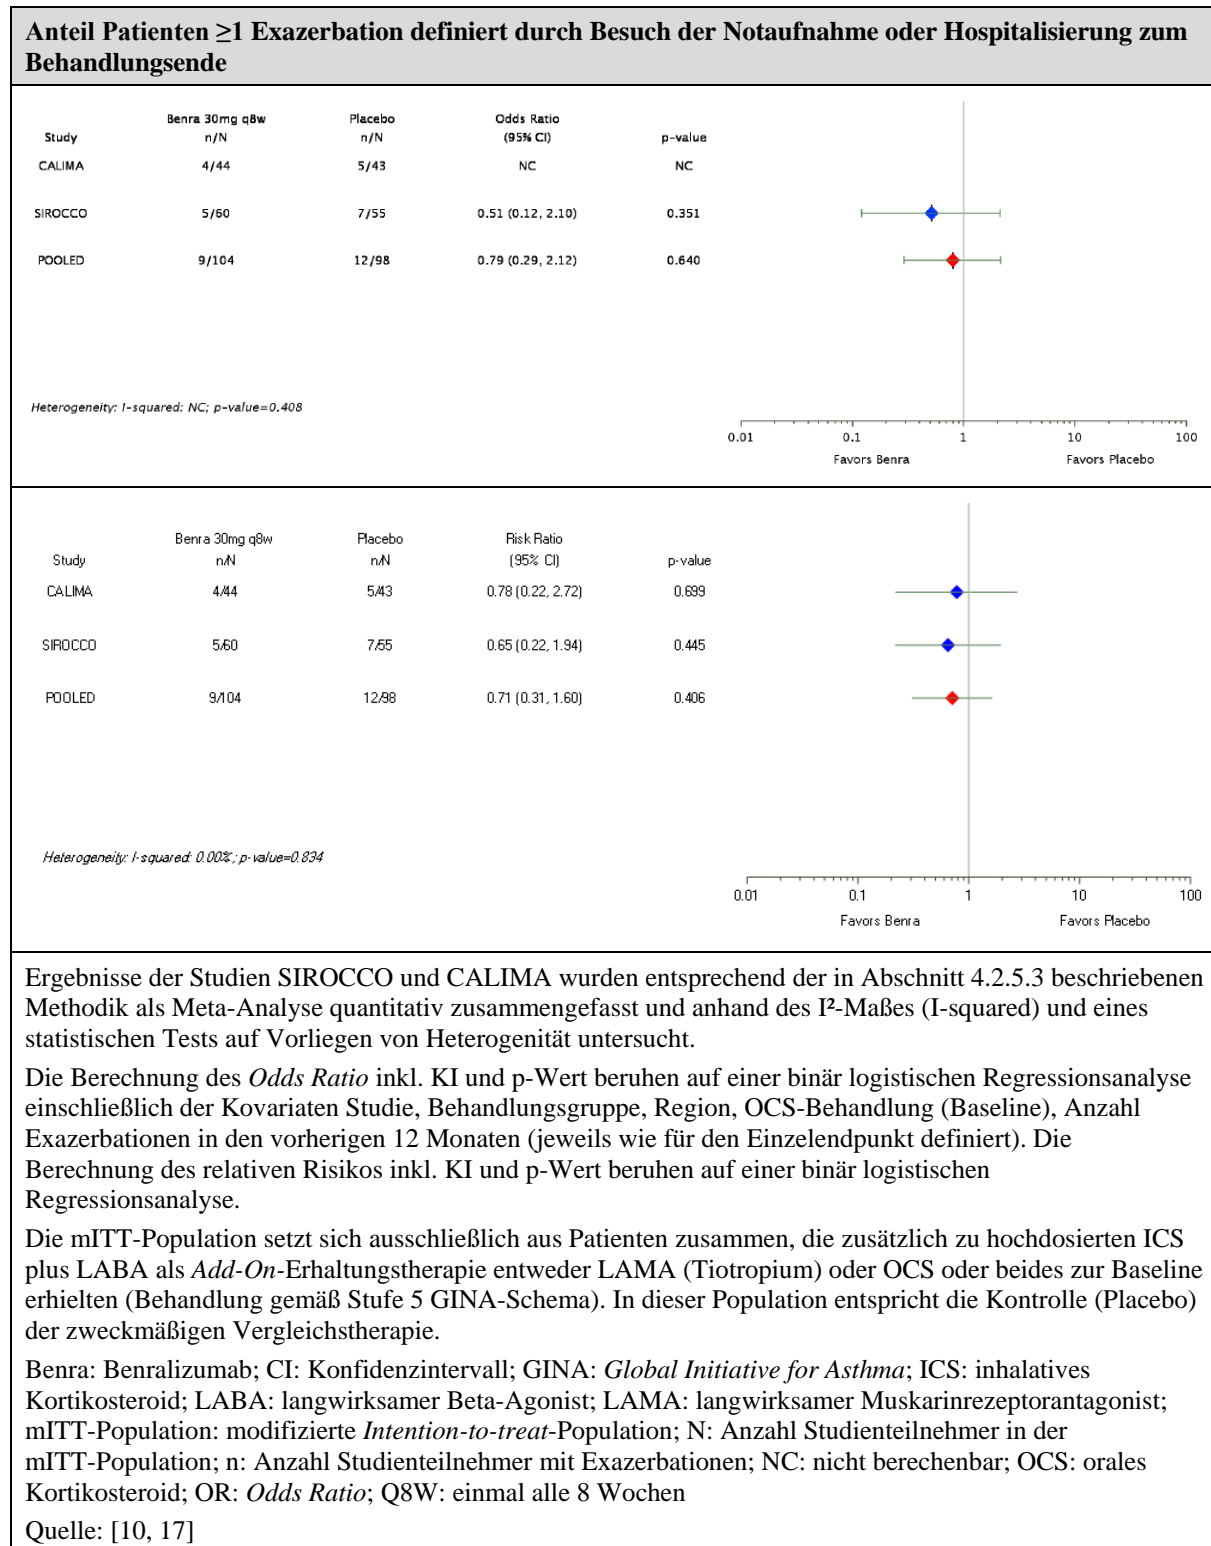 Anteil Patienten ≥1 Exazerbation definiert durch Besuch der Notaufnahme oder Hospitalisierung zum
Behandlungsende
Benra 30mg q8w Placebo Odds Ratio
Study n/N n/N (95% CI) p-value
CALIMA 4/44 5/43 NC NC
SIROCCO 5/60 7/55 0.51 (0.12, 2.10) 0.351
POOLED 9/104 12/98 0.79 (0.29, 2.12) 0.640
Heterogeneity: I-squared: NC; p-value=0.408
0.01 0.1 1 10 100
Favors Benra Favors Placebo
Benra 30mg q8w Placebo Risk Ratio
Study n/N n/N (95% CI) p-value
CALIMA 4/44 5/43 0.78 (0.22, 2.72) 0.699
SIROCCO 5/60 7/55 0.65 (0.22, 1.94) 0.445
POOLED 9/104 12/98 0.71 (0.31, 1.60) 0.406
Heterogeneity: I-squared: 0.00%; p-value=0.834
0.01 0.1 1 10 100
Favors Benra Favors Placebo
Ergebnisse der Studien SIROCCO und CALIMA wurden entsprechend der in Abschnitt 4.2.5.3 beschriebenen
Methodik als Meta-Analyse quantitativ zusammengefasst und anhand des I²-Maßes (I-squared) und eines
statistischen Tests auf Vorliegen von Heterogenität untersucht.
Die Berechnung des Odds Ratio inkl. KI und p-Wert beruhen auf einer binär logistischen Regressionsanalyse
einschließlich der Kovariaten Studie, Behandlungsgruppe, Region, OCS-Behandlung (Baseline), Anzahl
Exazerbationen in den vorherigen 12 Monaten (jeweils wie für den Einzelendpunkt definiert). Die
Berechnung des relativen Risikos inkl. KI und p-Wert beruhen auf einer binär logistischen
Regressionsanalyse.
Die mITT-Population setzt sich ausschließlich aus Patienten zusammen, die zusätzlich zu hochdosierten ICS
plus LABA als Add-On-Erhaltungstherapie entweder LAMA (Tiotropium) oder OCS oder beides zur Baseline
erhielten (Behandlung gemäß Stufe 5 GINA-Schema). In dieser Population entspricht die Kontrolle (Placebo)
der zweckmäßigen Vergleichstherapie.
Benra: Benralizumab; CI: Konfidenzintervall; GINA: Global Initiative for Asthma; ICS: inhalatives
Kortikosteroid; LABA: langwirksamer Beta-Agonist; LAMA: langwirksamer Muskarinrezeptorantagonist;
mITT-Population: modifizierte Intention-to-treat-Population; N: Anzahl Studienteilnehmer in der
mITT-Population; n: Anzahl Studienteilnehmer mit Exazerbationen; NC: nicht berechenbar; OCS: orales
Kortikosteroid; OR: Odds Ratio; Q8W: einmal alle 8 Wochen
Quelle: [10, 17]